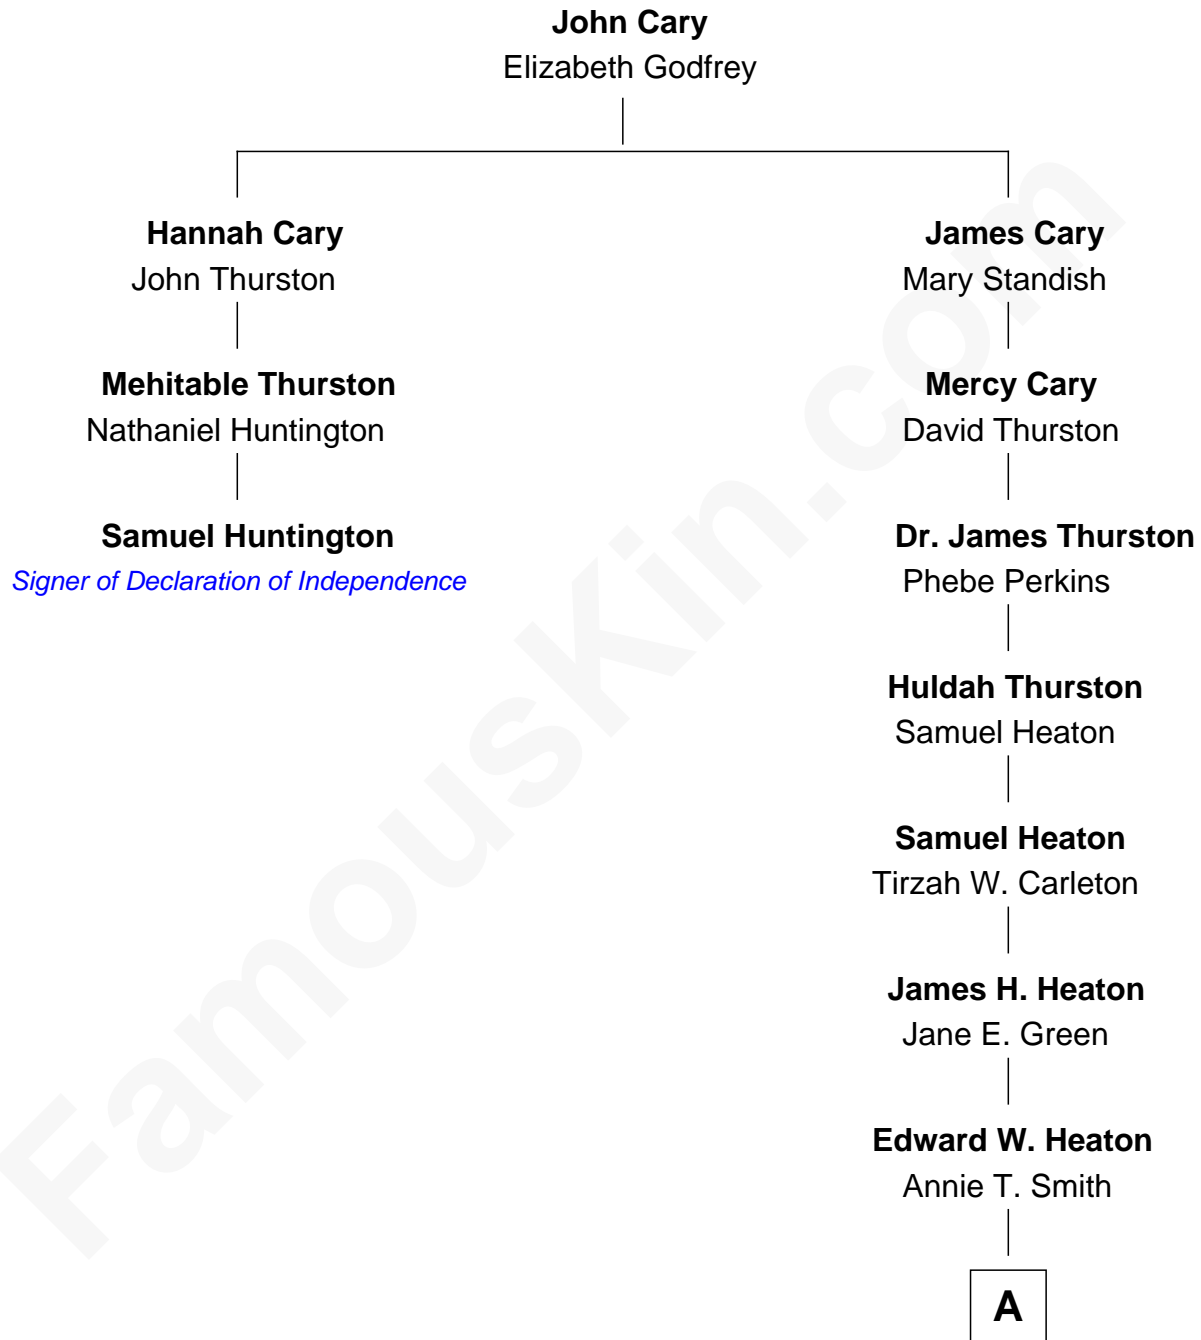 John Cary
Elizabeth Godfrey
Hannah Cary
John Thurston
James Cary
Mary Standish
Mehitable Thurston
Nathaniel Huntington
Mercy Cary
David Thurston
Samuel Huntington
Signer of Declaration of Independence
Dr. James Thurston
Phebe Perkins
Huldah Thurston
Samuel Heaton
Samuel Heaton
Tirzah W. Carleton
James H. Heaton
Jane E. Green
Edward W. Heaton
Annie T. Smith
A
FamousKin.com